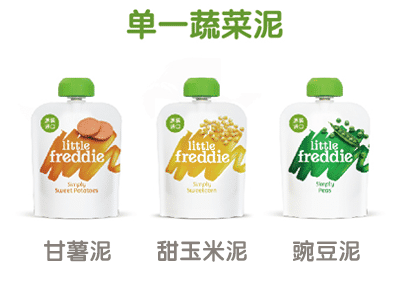 单一蔬菜泥
little
freddie
Simply
Sweet Potatoes
little
freddie
Simply
Sweetcorn
little
freddie
Simply
Peas
甘薯泥
甜玉米泥
豌豆泥